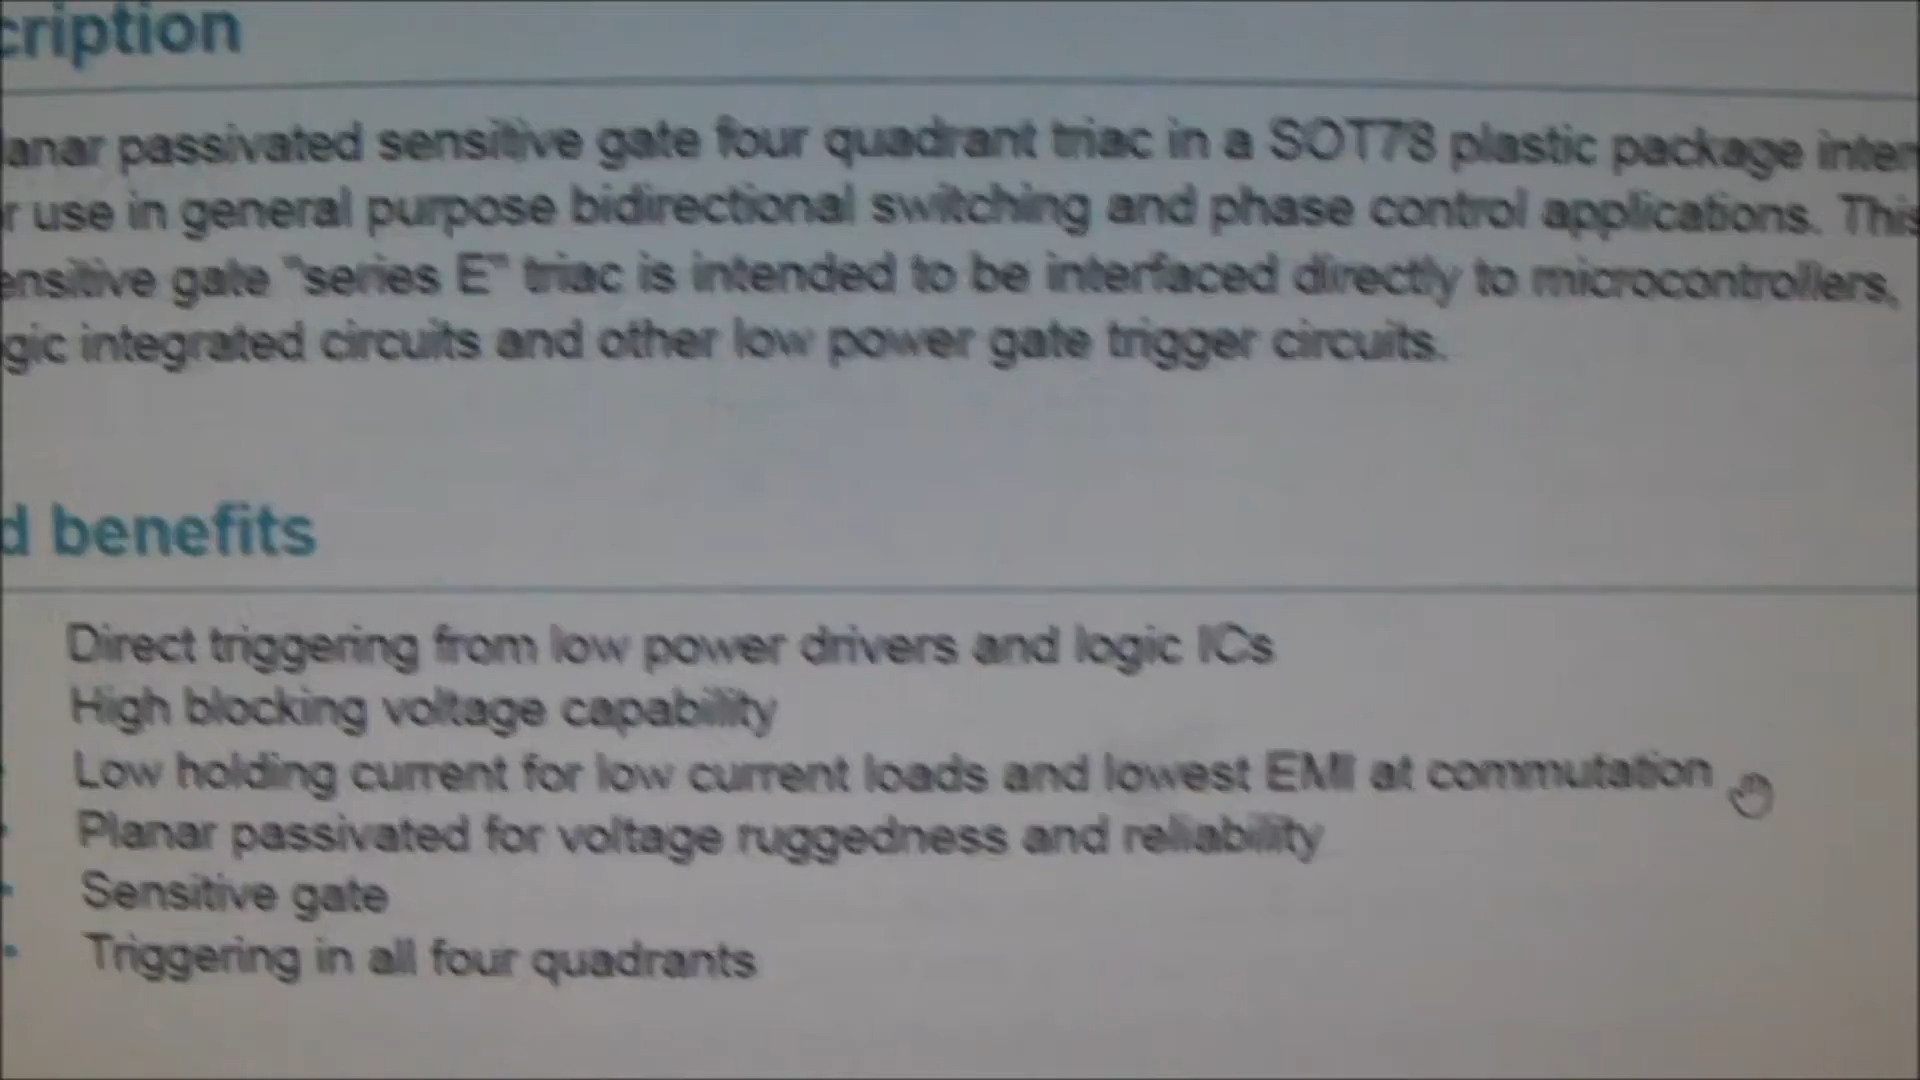 cription
anar passivated sensitive gate four quadrant triac in a SOT78 plastic package inten
r use in general purpose bidirectional switching and phase control applications. This
ensitive gate "series E" triac is intended to be interfaced directly to microcontrollers,
gic integrated circuits and other low power gate trigger circuits.
d benefits
Direct triggering from low power drivers and logic ICs
High blocking voltage capability
Low holding current for low current loads and lowest EMI at commutation
Planar passivated for voltage ruggedness and reliability
Sensitive gate
Triggering in all four quadrants